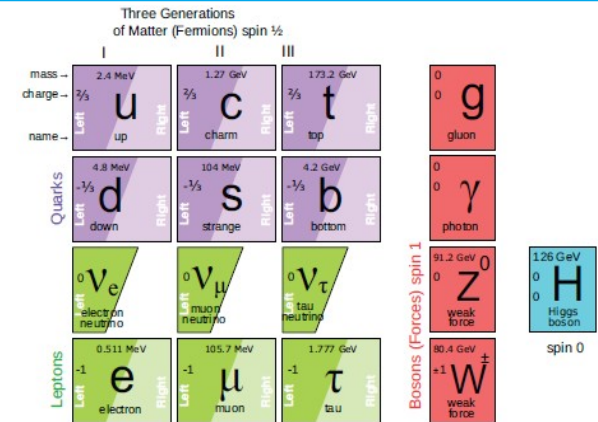 Three Generations
of Matter (Fermions) spin ½
I II III
mass→ 2.4 MeV 1.27 GeV 173.2 GeV 0
charge→ ⅔ ⅔ ⅔ 0
Left u Right Left c Right Left t Right g
name→ up charm top gluon
Quarks
4.8 MeV 104 MeV 4.2 GeV 0
-⅓ -⅓ -⅓ 0
Left d Right Left s Right Left b Right γ
down strange bottom photon
Bosons (Forces) spin 1
91.2 GeV 126 GeV
0 0 0 0 0
Left νe Left νμ Left ντ Z0 H
0
electron neutrino
muon neutrino
tau neutrino
weak force
Higgs boson
spin 0
Leptons
0.511 MeV 105.7 MeV 1.777 GeV 80.4 GeV
-1 -1 -1 ±1
Left e Right Left μ Right Left τ Right W±
electron muon tau weak force